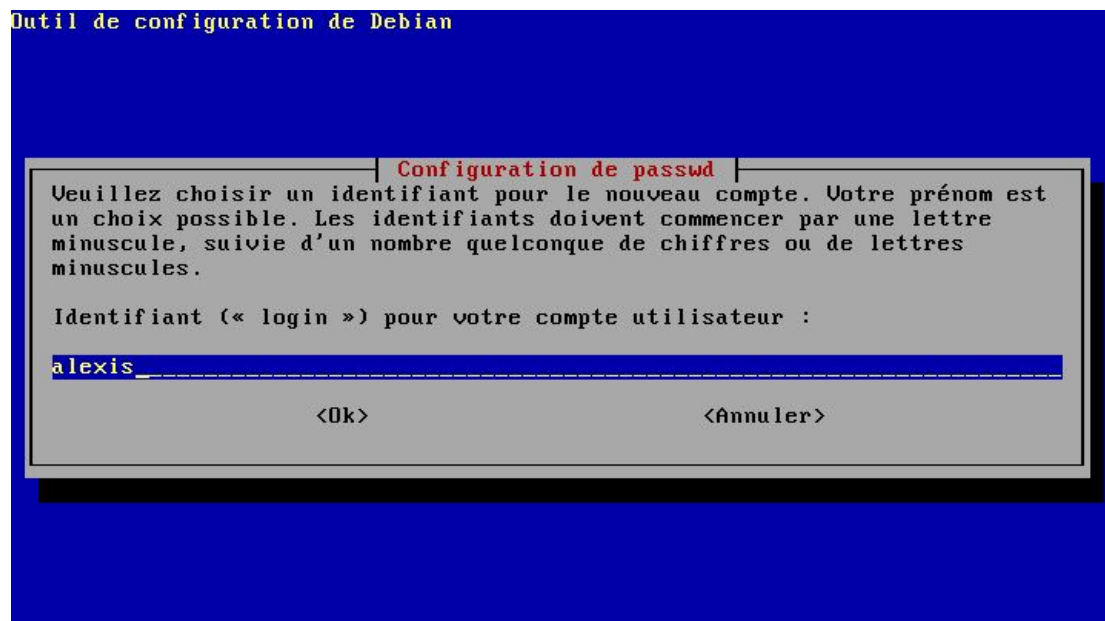 Outil de configuration de Debian
Configuration de passwd
Veuillez choisir un identifiant pour le nouveau compte. Votre prénom est
un choix possible. Les identifiants doivent commencer par une lettre
minuscule, suivie d'un nombre quelconque de chiffres ou de lettres
minuscules.
Identifiant (« login ») pour votre compte utilisateur :
alexis
<Ok> <Annuler>